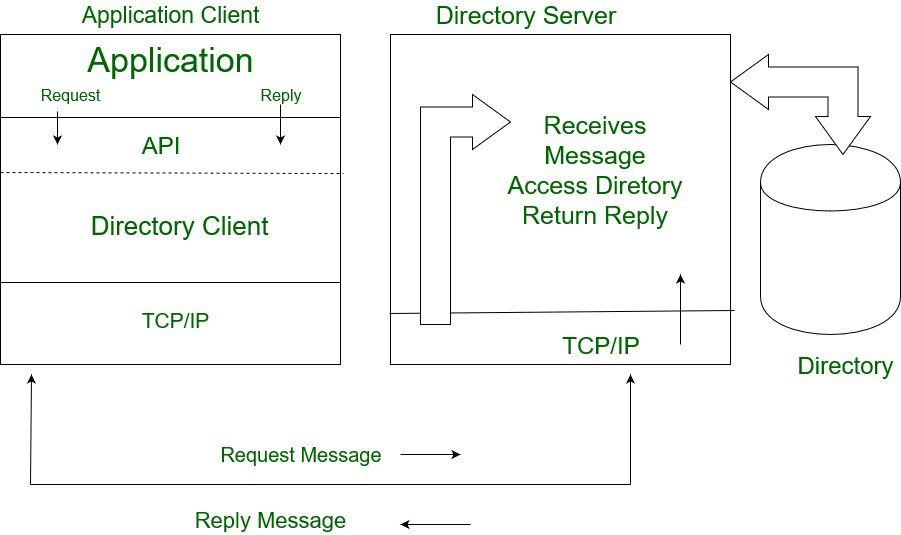 Application Client
Directory Server
Application
Request
Reply
API
Directory Client
TCP/IP
Receives
Message
Access Diretory
Return Reply
TCP/IP
Directory
Request Message
Reply Message